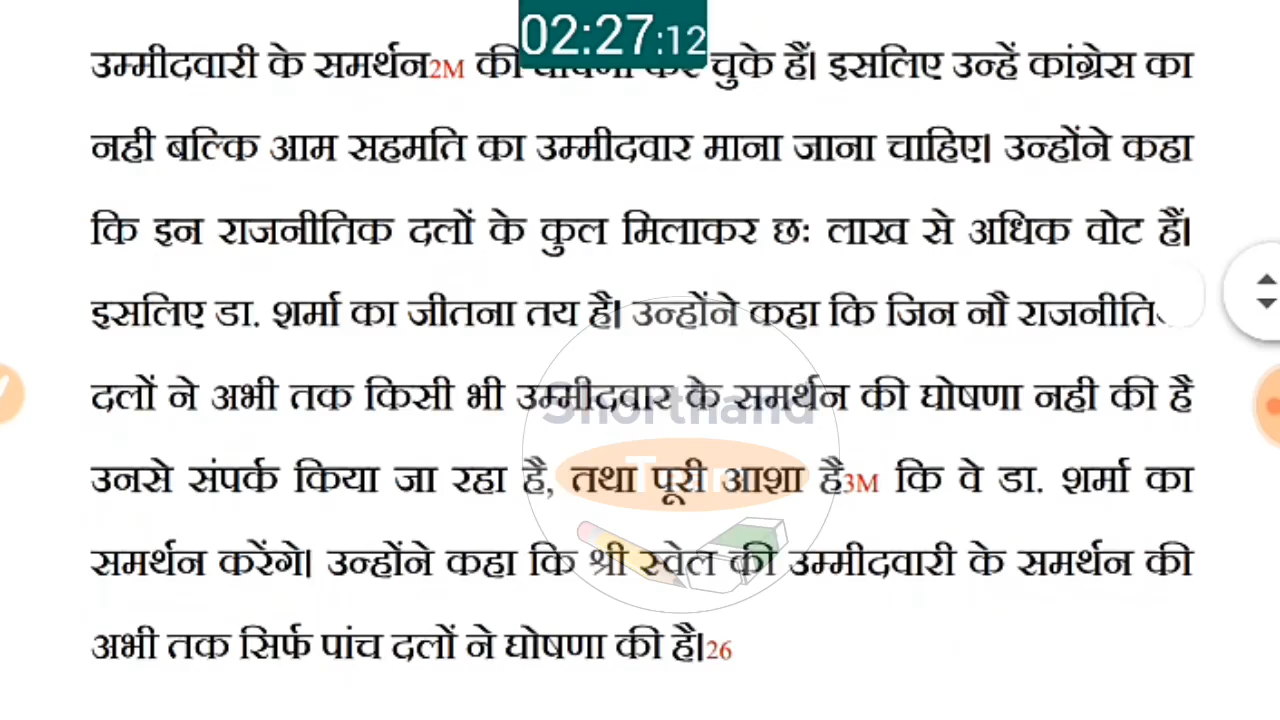 02:27:12
उम्मीदवारी के समर्थन2M की घोषणा कर चुके हैं। इसलिए उन्हें कांग्रेस का
नही बल्कि आम सहमति का उम्मीदवार माना जाना चाहिए। उन्होंने कहा
कि इन राजनीतिक दलों के कुल मिलाकर छः लाख से अधिक वोट हैं।
इसलिए डा. शर्मा का जीतना तय है। उन्होंने कहा कि जिन नौ
दलों ने अभी तक किसी भी उम्मीदवार के समर्थन की घोषणा नही की है
Shorthand
उनसे संपर्क किया जा रहा है, तथा पूरी आशा है3M कि वे डा. शर्मा का
समर्थन करेंगे। उन्होंने कहा कि श्री स्वेल की उम्मीदवारी के समर्थन की
अभी तक सिर्फ पांच दलों ने घोषणा की है।26